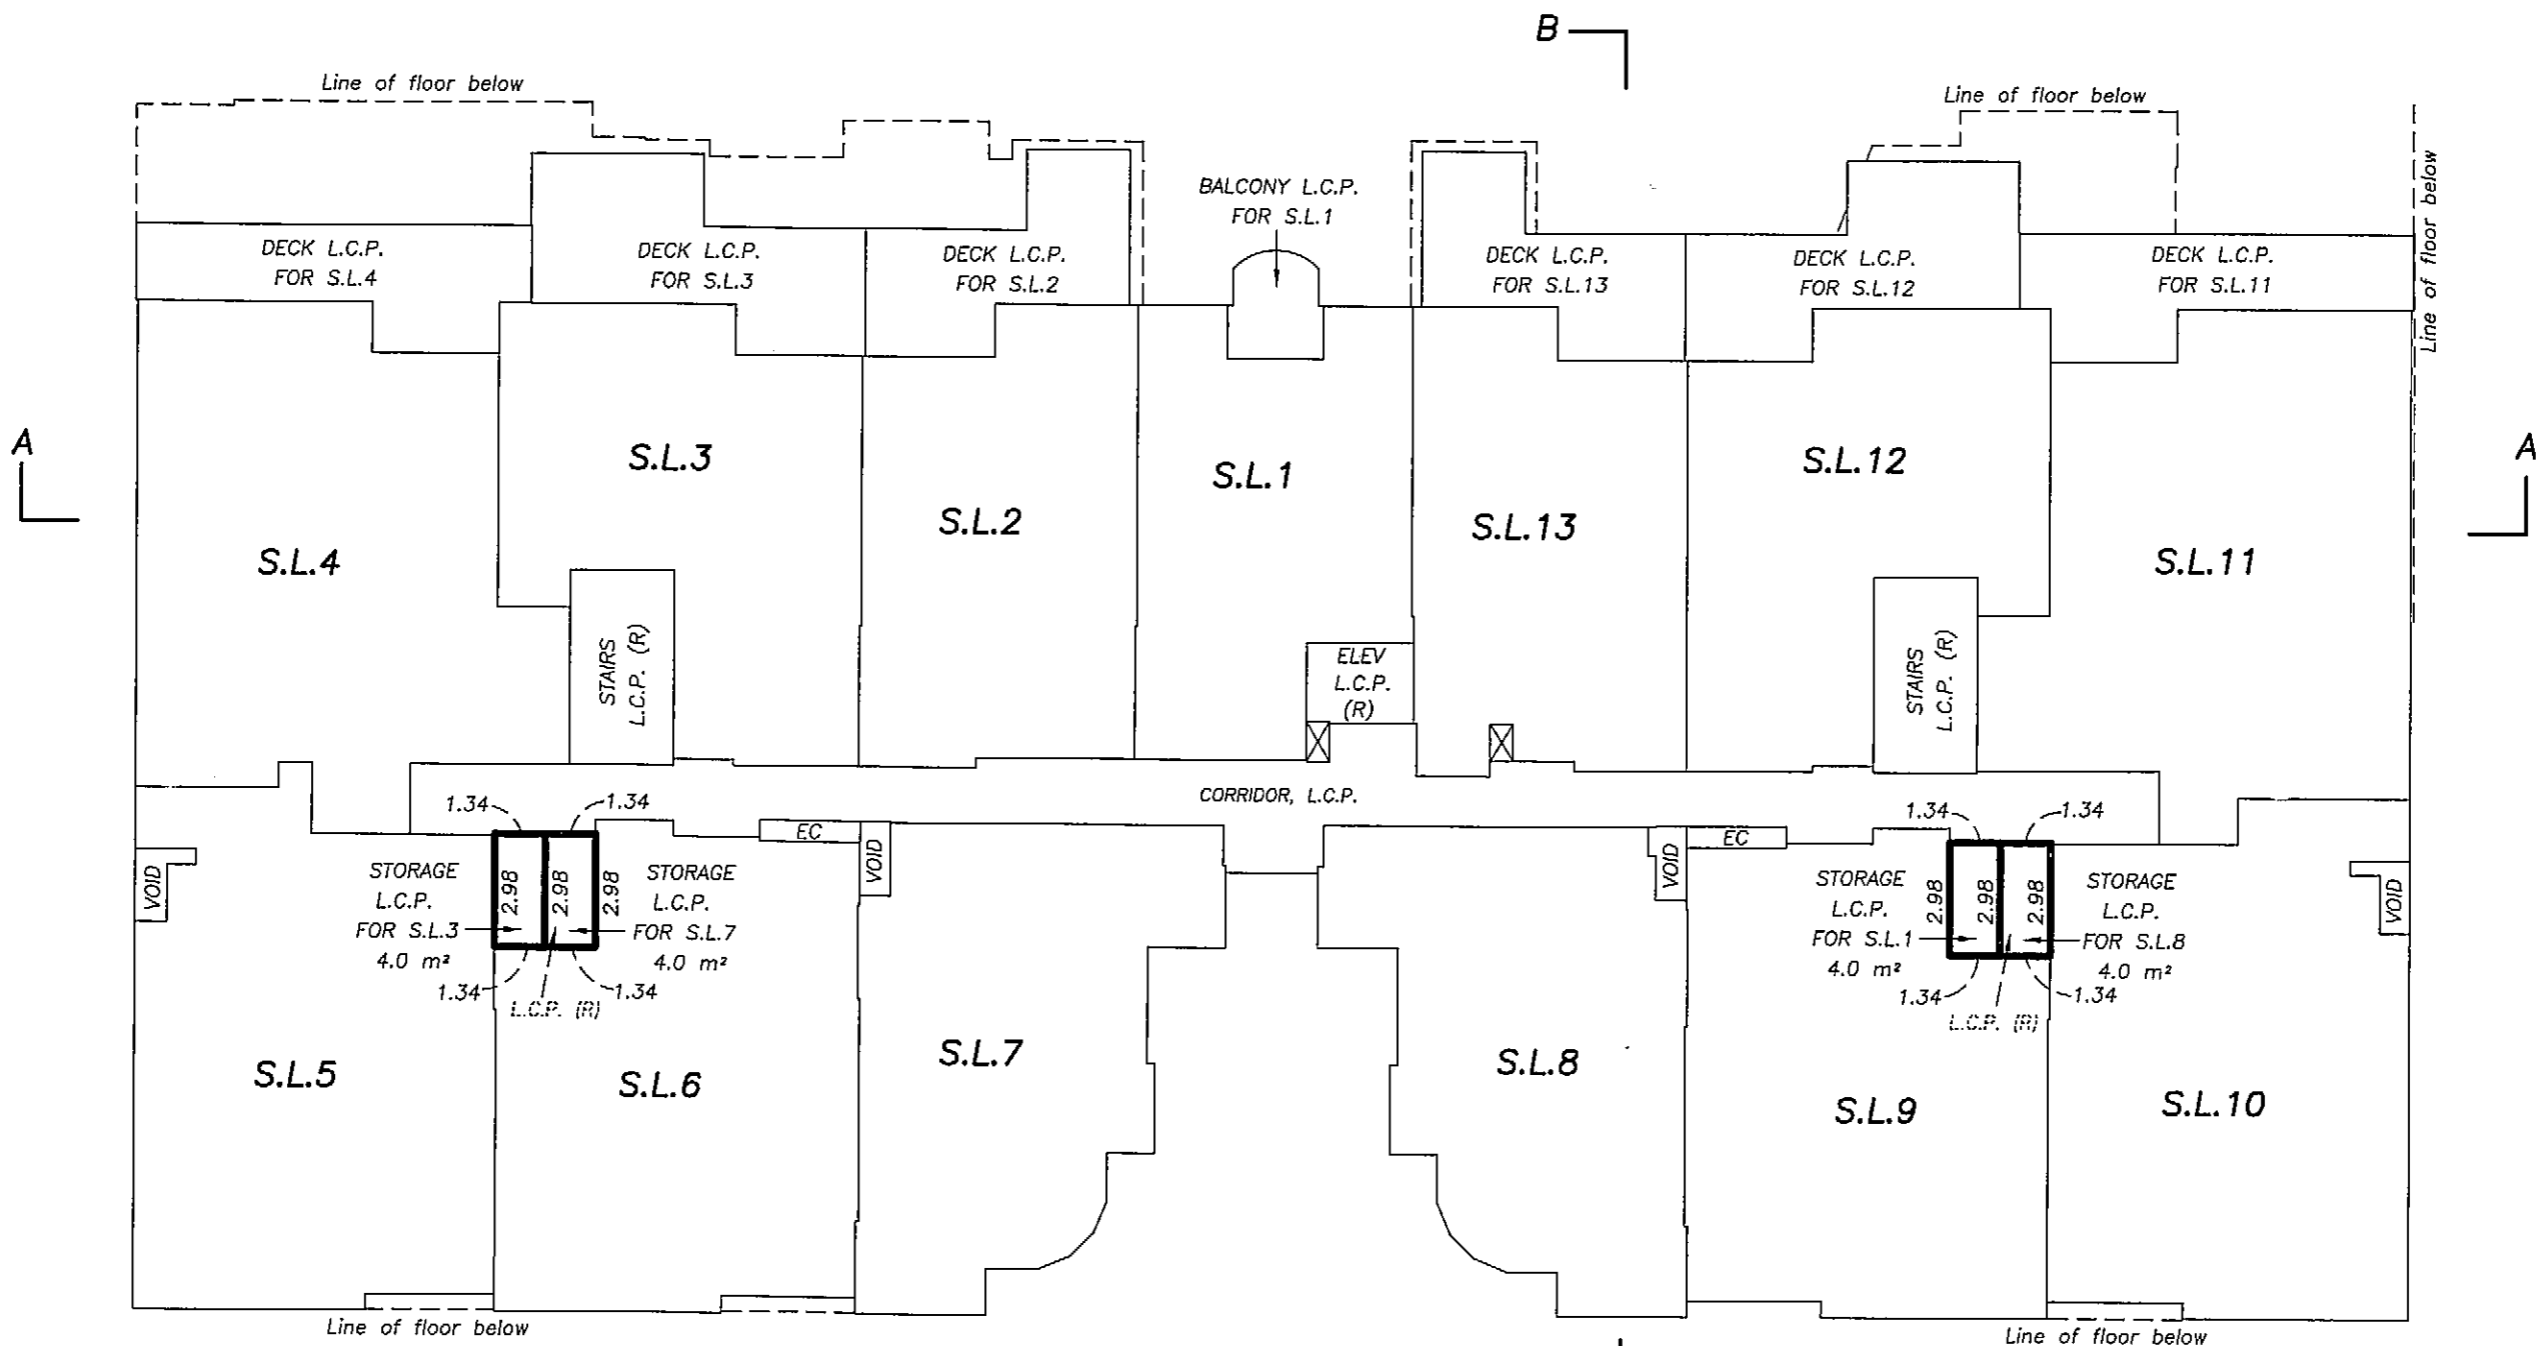 B
Line of floor below
Line of floor below
Line of floor below
BALCONY L.C.P.
FOR S.L.1
DECK L.C.P.
FOR S.L.4
DECK L.C.P.
FOR S.L.3
DECK L.C.P.
FOR S.L.2
DECK L.C.P.
FOR S.L.13
DECK L.C.P.
FOR S.L.12
DECK L.C.P.
FOR S.L.11
A
A
S.L.4
S.L.3
S.L.2
S.L.1
S.L.13
S.L.12
S.L.11
STAIRS
L.C.P. (R)
ELEV
L.C.P.
(R)
STAIRS
L.C.P. (R)
CORRIDOR, L.C.P.
1.34
1.34
1.34
1.34
EC
EC
VOID
VOID
VOID
VOID
STORAGE
L.C.P.
FOR S.L.3
4.0 m²
2.98
2.98
2.98
STORAGE
L.C.P.
FOR S.L.7
4.0 m²
1.34
1.34
L.C.P. (R)
STORAGE
L.C.P.
FOR S.L.1
4.0 m²
2.98
2.98
2.98
STORAGE
L.C.P.
FOR S.L.8
4.0 m²
1.34
1.34
L.C.P. (R)
S.L.5
S.L.6
S.L.7
S.L.8
S.L.9
S.L.10
Line of floor below
Line of floor below